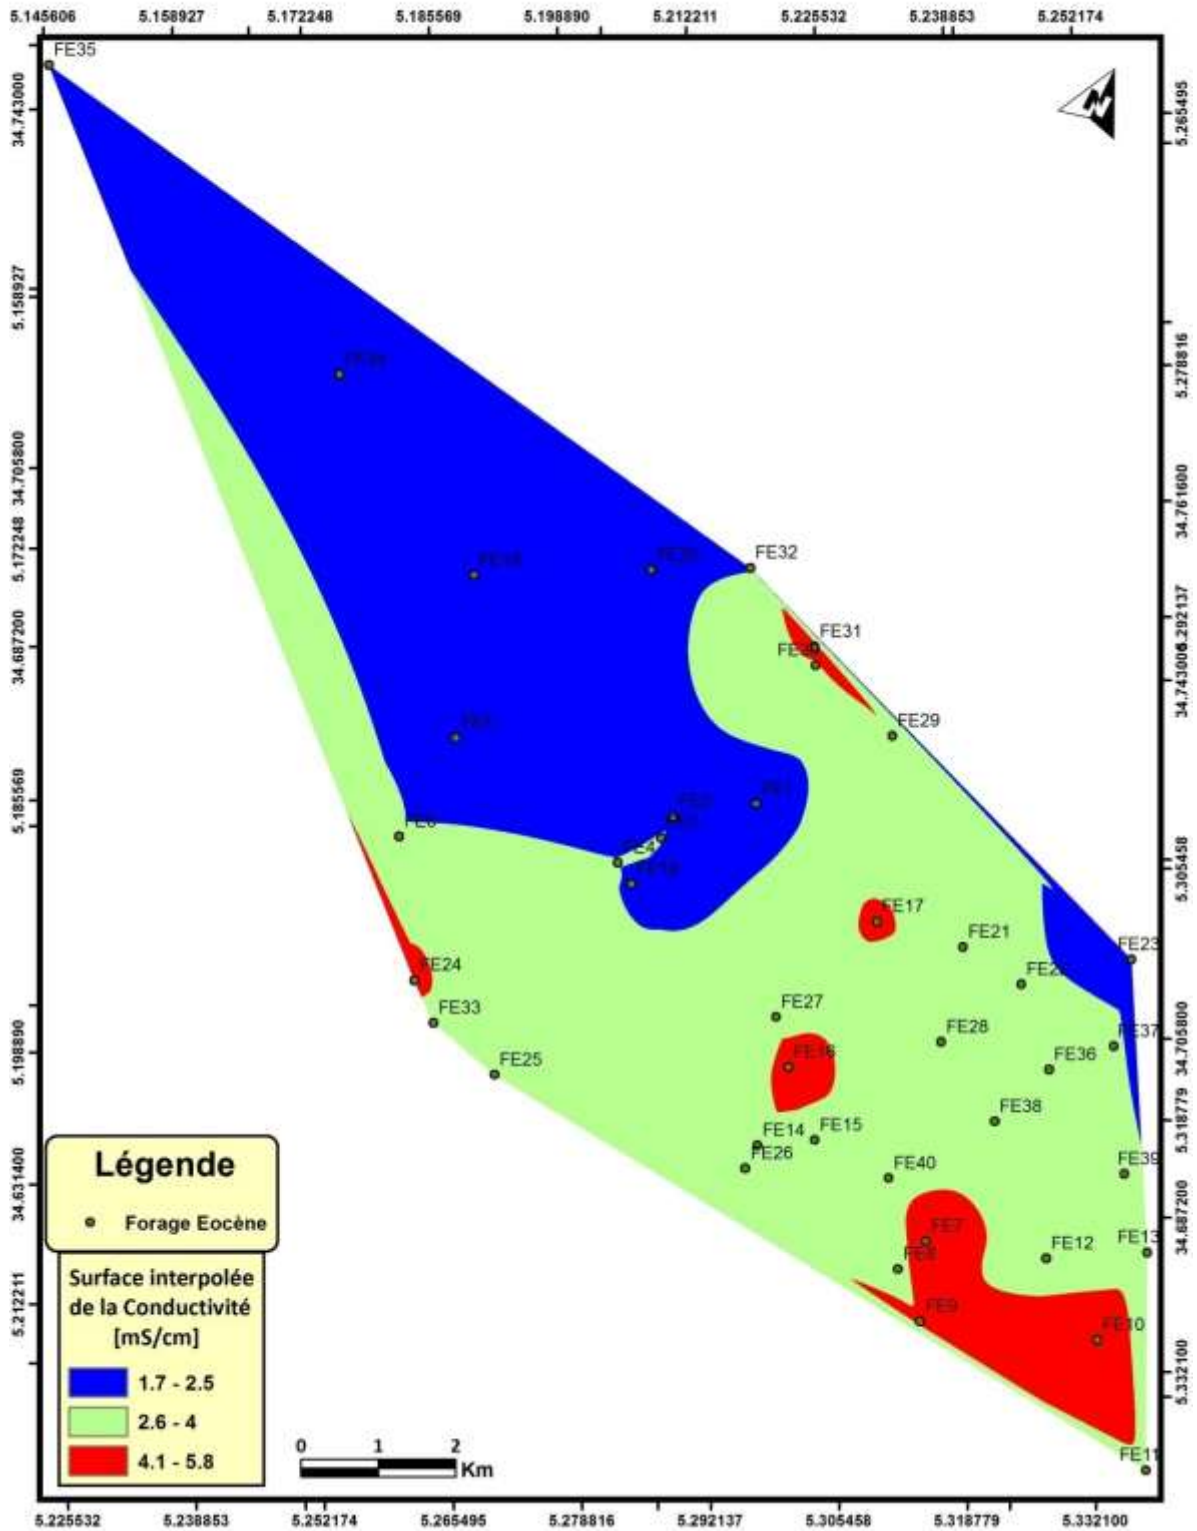 5.145606 5.158927 5.172248 5.185569 5.198890 5.212211 5.225532 5.238853 5.252174
FE35
34.743000
5.265495
N
5.158927
5.278816
34.705800
34.761600
5.172248
FE32
5.292137
34.687200
FE31
34.743006
FE29
5.185569
FE4
5.305458
FE17
FE21
FE23
FE24
FE33
FE27
FE28
FE37
34.705800
5.198890
FE25
FE16
FE36
FE38
5.318779
FE14
FE15
FE26
FE40
FE39
34.631400
34.687200
FE7
FE12
FE13
FE8
5.212211
FE9
FE10
5.332100
FE11
Légende
Forage Eocène
Surface interpolée
de la Conductivité
[mS/cm]
1.7 - 2.5
2.6 - 4
4.1 - 5.8
0 1 2
Km
5.225532 5.238853 5.252174 5.265495 5.278816 5.292137 5.305458 5.318779 5.332100